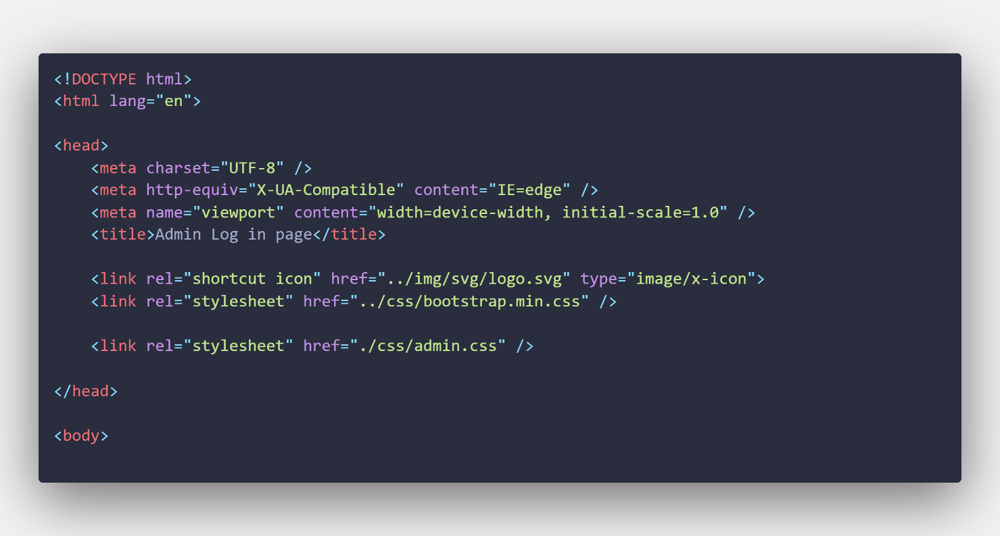 <!DOCTYPE html>
<html lang="en">
<head>
<meta charset="UTF-8" />
<meta http-equiv="X-UA-Compatible" content="IE=edge" />
<meta name="viewport" content="width=device-width, initial-scale=1.0" />
<title>Admin Log in page</title>
<link rel="shortcut icon" href="../img/svg/logo.svg" type="image/x-icon">
<link rel="stylesheet" href="../css/bootstrap.min.css" />
<link rel="stylesheet" href="./css/admin.css" />
</head>
<body>